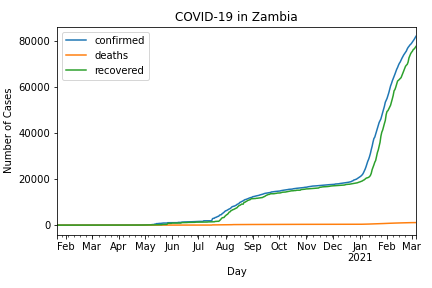 COVID-19 in Zambia
confirmed
deaths
recovered
80000
60000
40000
20000
0
Number of Cases
Feb Mar Apr May Jun Jul Aug Sep Oct Nov Dec Jan Feb Mar
2021
Day